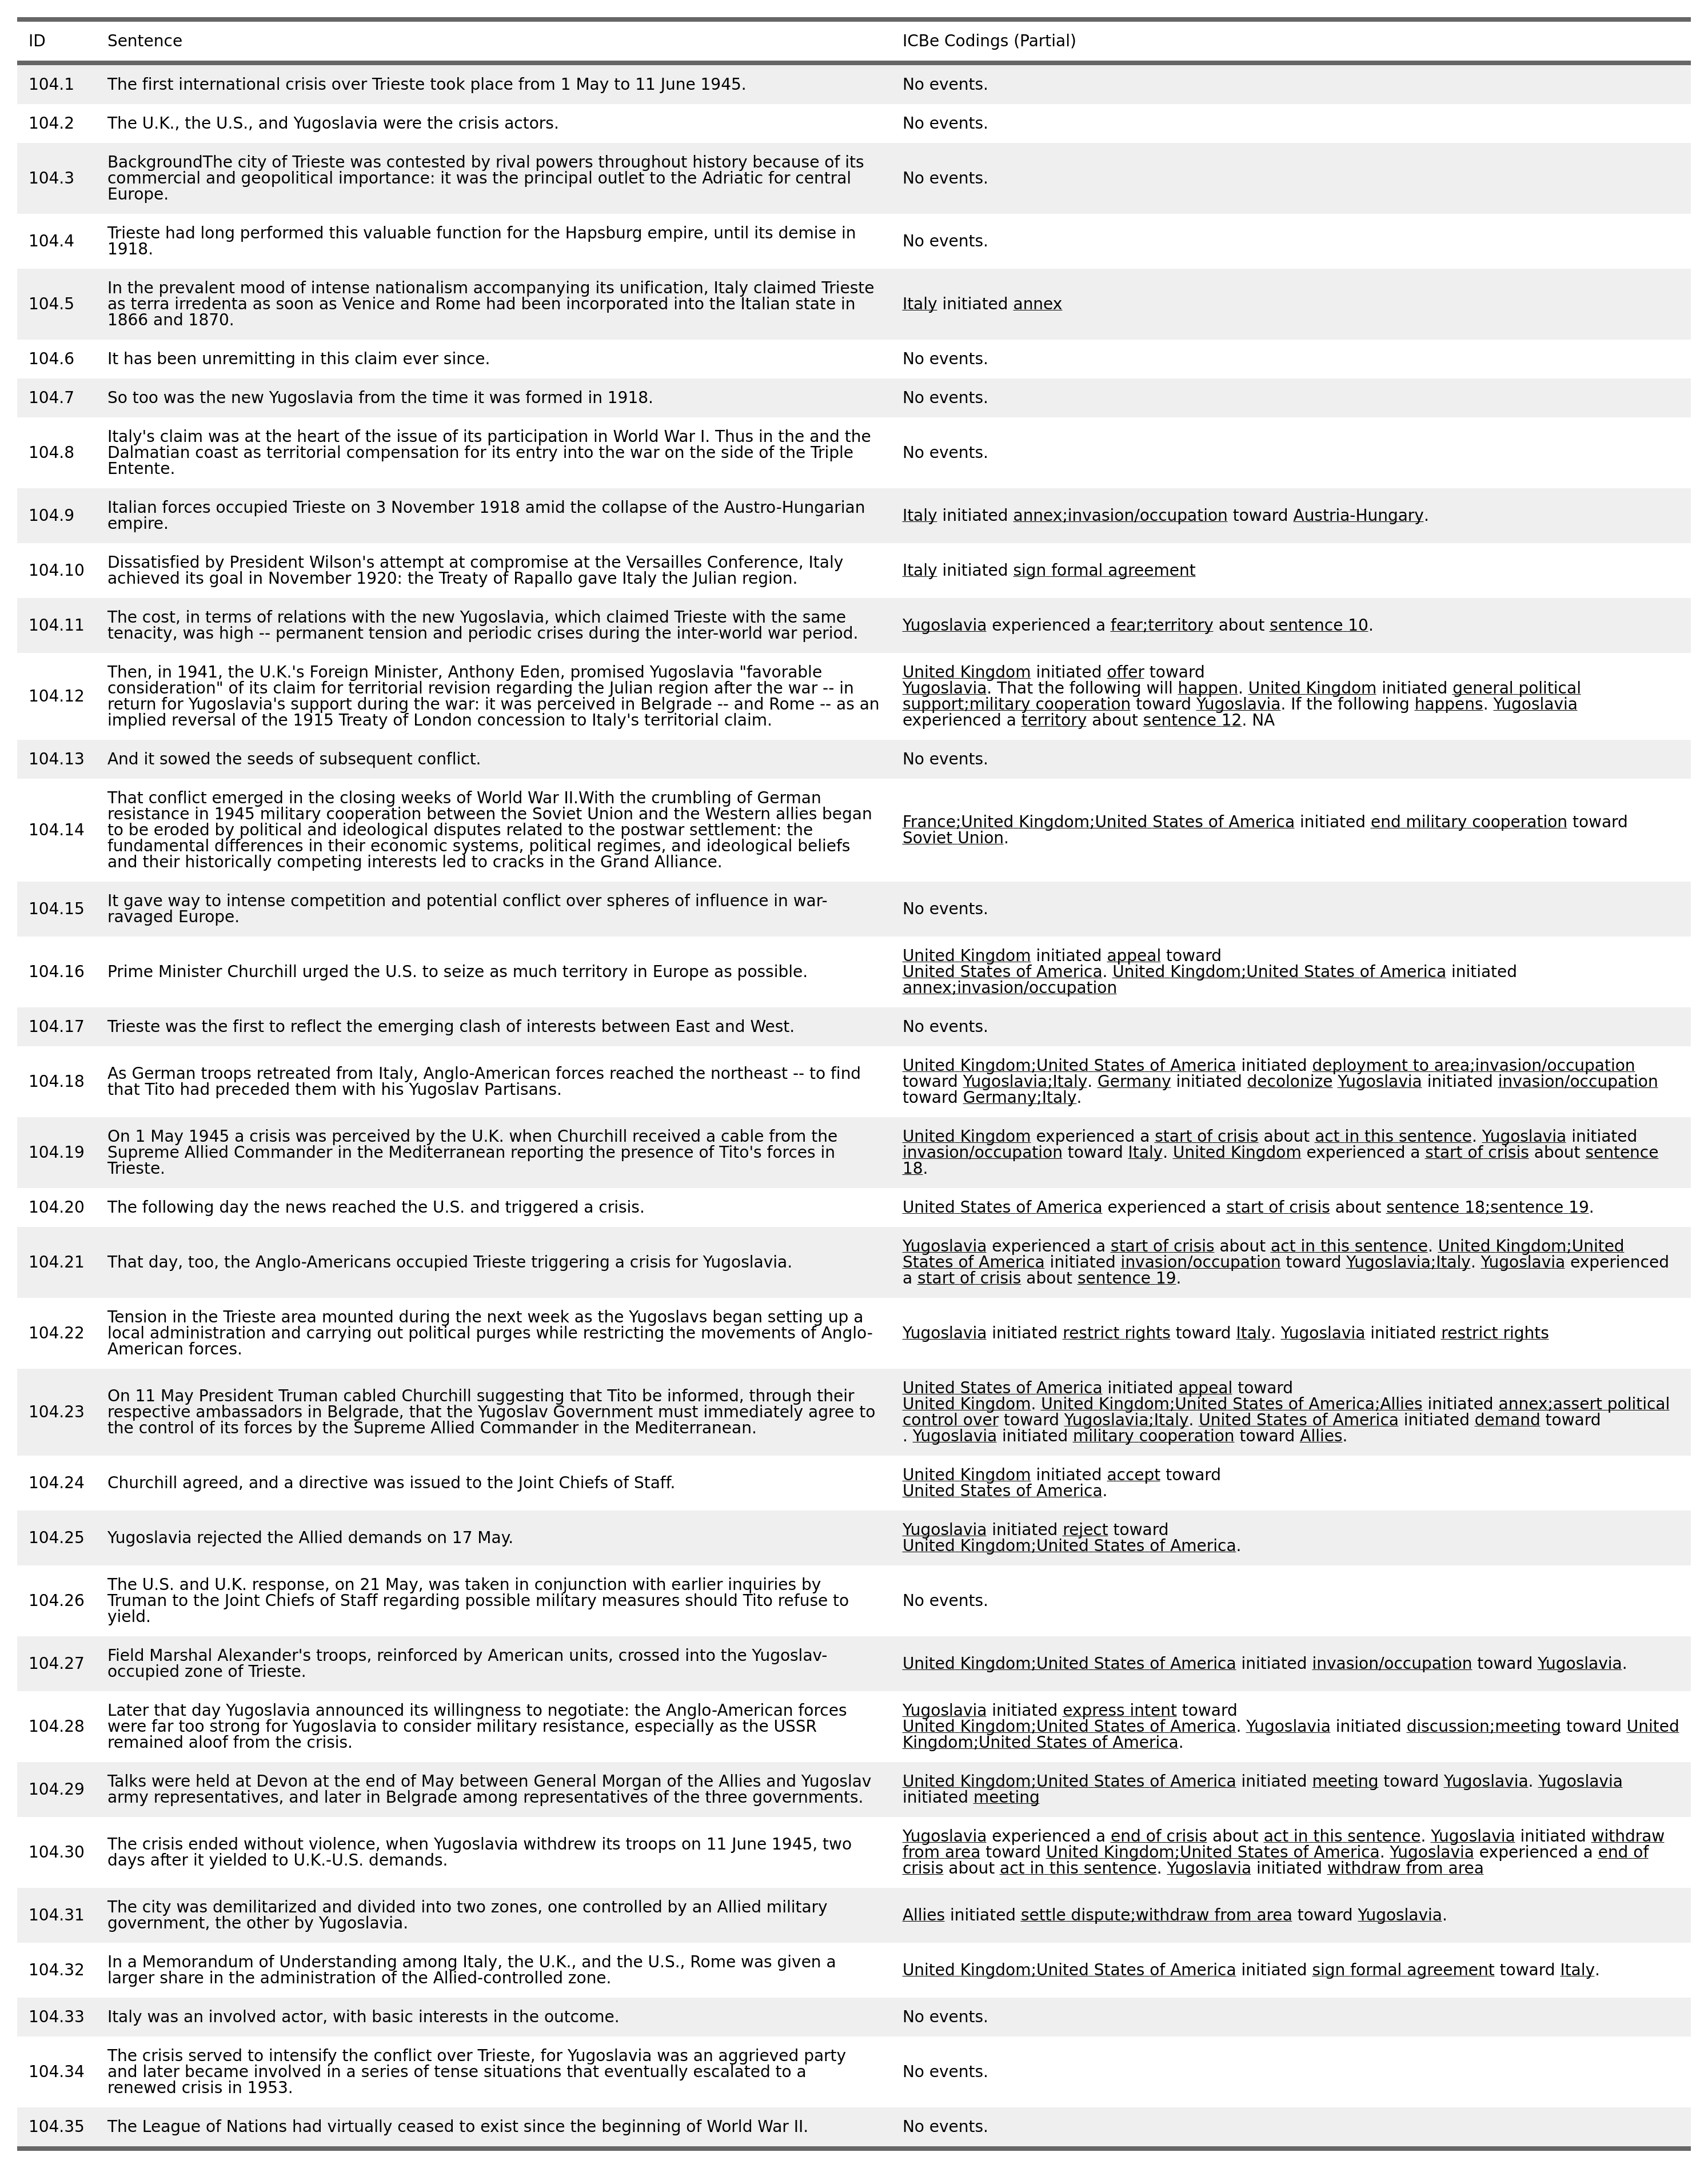 ID Sentence ICBe Codings (Partial)
104.1 The first international crisis over Trieste took place from 1 May to 11 June 1945. No events.
104.2 The U.K., the U.S., and Yugoslavia were the crisis actors. No events.
BackgroundThe city of Trieste was contested by rival powers throughout history because of its
104.3 commercial and geopolitical importance: it was the principal outlet to the Adriatic for central No events.
Europe.
104.4 Trieste had long performed this valuable function for the Hapsburg empire, until its demise in No events.
1918.
In the prevalent mood of intense nationalism accompanying its unification, Italy claimed Trieste
104.5 as terra irredenta as soon as Venice and Rome had been incorporated into the Italian state in Italy initiated annex
1866 and 1870.
104.6 It has been unremitting in this claim ever since. No events.
104.7 So too was the new Yugoslavia from the time it was formed in 1918. No events.
Italy's claim was at the heart of the issue of its participation in World War I. Thus in the and the
104.8 Dalmatian coast as territorial compensation for its entry into the war on the side of the Triple No events.
Entente.
104.9 Italian forces occupied Trieste on 3 November 1918 amid the collapse of the Austro-Hungarian Italy initiated annex;invasion/occupation toward Austria-Hungary.
empire.
104.10 Dissatisfied by President Wilson's attempt at compromise at the Versailles Conference, Italy Italy initiated sign formal agreement
achieved its goal in November 1920: the Treaty of Rapallo gave Italy the Julian region.
104.11 The cost, in terms of relations with the new Yugoslavia, which claimed Trieste with the same Yugoslavia experienced a fear;territory about sentence 10.
tenacity, was high -- permanent tension and periodic crises during the inter-world war period.
Then, in 1941, the U.K.'s Foreign Minister, Anthony Eden, promised Yugoslavia "favorable United Kingdom initiated offer toward
104.12 consideration" of its claim for territorial revision regarding the Julian region after the war -- in Yugoslavia. That the following will happen. United Kingdom initiated general political
return for Yugoslavia's support during the war: it was perceived in Belgrade -- and Rome -- as an support;military cooperation toward Yugoslavia. If the following happens. Yugoslavia
implied reversal of the 1915 Treaty of London concession to Italy's territorial claim. experienced a territory about sentence 12. NA
104.13 And it sowed the seeds of subsequent conflict. No events.
That conflict emerged in the closing weeks of World War II.With the crumbling of German
resistance in 1945 military cooperation between the Soviet Union and the Western allies began
104.14 to be eroded by political and ideological disputes related to the postwar settlement: the France;United Kingdom;United States of America initiated end military cooperation toward
fundamental differences in their economic systems, political regimes, and ideological beliefs Soviet Union.
and their historically competing interests led to cracks in the Grand Alliance.
104.15 It gave way to intense competition and potential conflict over spheres of influence in war- No events.
ravaged Europe.
United Kingdom initiated appeal toward
104.16 Prime Minister Churchill urged the U.S. to seize as much territory in Europe as possible. United States of America. United Kingdom;United States of America initiated
annex;invasion/occupation
104.17 Trieste was the first to reflect the emerging clash of interests between East and West. No events.
104.18 As German troops retreated from Italy, Anglo-American forces reached the northeast -- to find United Kingdom;United States of America initiated deployment to area;invasion/occupation
that Tito had preceded them with his Yugoslav Partisans. toward Yugoslavia;Italy. Germany initiated decolonize Yugoslavia initiated invasion/occupation
toward Germany;Italy.
On 1 May 1945 a crisis was perceived by the U.K. when Churchill received a cable from the United Kingdom experienced a start of crisis about act in this sentence. Yugoslavia initiated
104.19 Supreme Allied Commander in the Mediterranean reporting the presence of Tito's forces in invasion/occupation toward Italy. United Kingdom experienced a start of crisis about sentence
Trieste. 18.
104.20 The following day the news reached the U.S. and triggered a crisis. United States of America experienced a start of crisis about sentence 18;sentence 19.
Yugoslavia experienced a start of crisis about act in this sentence. United Kingdom;United
104.21 That day, too, the Anglo-Americans occupied Trieste triggering a crisis for Yugoslavia. States of America initiated invasion/occupation toward Yugoslavia;Italy. Yugoslavia experienced
a start of crisis about sentence 19.
Tension in the Trieste area mounted during the next week as the Yugoslavs began setting up a
104.22 local administration and carrying out political purges while restricting the movements of Anglo- Yugoslavia initiated restrict rights toward Italy. Yugoslavia initiated restrict rights
American forces.
On 11 May President Truman cabled Churchill suggesting that Tito be informed, through their United States of America initiated appeal toward
104.23 respective ambassadors in Belgrade, that the Yugoslav Government must immediately agree to United Kingdom. United Kingdom;United States of America;Allies initiated annex;assert political
the control of its forces by the Supreme Allied Commander in the Mediterranean. control over toward Yugoslavia;Italy. United States of America initiated demand toward
. Yugoslavia initiated military cooperation toward Allies.
104.24 Churchill agreed, and a directive was issued to the Joint Chiefs of Staff. United Kingdom initiated accept toward
United States of America.
104.25 Yugoslavia rejected the Allied demands on 17 May. Yugoslavia initiated reject toward
United Kingdom;United States of America.
The U.S. and U.K. response, on 21 May, was taken in conjunction with earlier inquiries by
104.26 Truman to the Joint Chiefs of Staff regarding possible military measures should Tito refuse to No events.
yield.
104.27 Field Marshal Alexander's troops, reinforced by American units, crossed into the Yugoslav- United Kingdom;United States of America initiated invasion/occupation toward Yugoslavia.
occupied zone of Trieste.
Later that day Yugoslavia announced its willingness to negotiate: the Anglo-American forces Yugoslavia initiated express intent toward
104.28 were far too strong for Yugoslavia to consider military resistance, especially as the USSR United Kingdom;United States of America. Yugoslavia initiated discussion;meeting toward United
remained aloof from the crisis. Kingdom;United States of America.
104.29 Talks were held at Devon at the end of May between General Morgan of the Allies and Yugoslav United Kingdom;United States of America initiated meeting toward Yugoslavia. Yugoslavia
army representatives, and later in Belgrade among representatives of the three governments. initiated meeting
104.30 The crisis ended without violence, when Yugoslavia withdrew its troops on 11 June 1945, two Yugoslavia experienced a end of crisis about act in this sentence. Yugoslavia initiated withdraw
days after it yielded to U.K.-U.S. demands. from area toward United Kingdom;United States of America. Yugoslavia experienced a end of
crisis about act in this sentence. Yugoslavia initiated withdraw from area
104.31 The city was demilitarized and divided into two zones, one controlled by an Allied military Allies initiated settle dispute;withdraw from area toward Yugoslavia.
government, the other by Yugoslavia.
104.32 In a Memorandum of Understanding among Italy, the U.K., and the U.S., Rome was given a United Kingdom;United States of America initiated sign formal agreement toward Italy.
larger share in the administration of the Allied-controlled zone.
104.33 Italy was an involved actor, with basic interests in the outcome. No events.
The crisis served to intensify the conflict over Trieste, for Yugoslavia was an aggrieved party
104.34 and later became involved in a series of tense situations that eventually escalated to a No events.
renewed crisis in 1953.
104.35 The League of Nations had virtually ceased to exist since the beginning of World War II. No events.